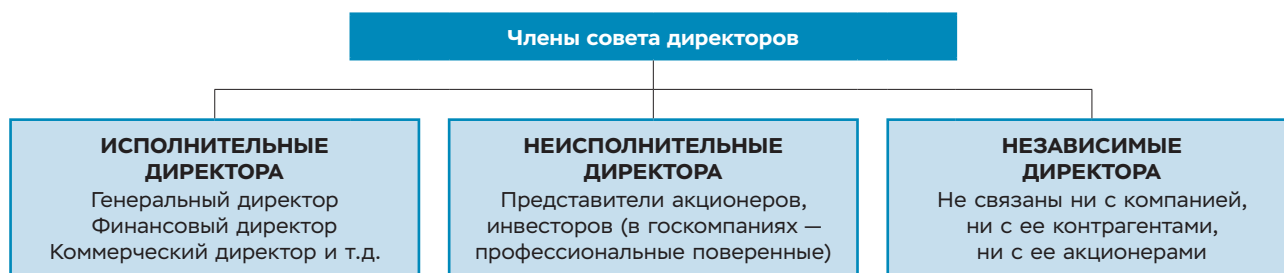 Члены совета директоров
ИСПОЛНИТЕЛЬНЫЕ
ДИРЕКТОРА
Генеральный директор
Финансовый директор
Коммерческий директор и т.д.
НЕИСПОЛНИТЕЛЬНЫЕ
ДИРЕКТОРА
Представители акционеров,
инвесторов (в госкомпаниях —
профессиональные поверенные)
НЕЗАВИСИМЫЕ
ДИРЕКТОРА
Не связаны ни с компанией,
ни с ее контрагентами,
ни с ее акционерами